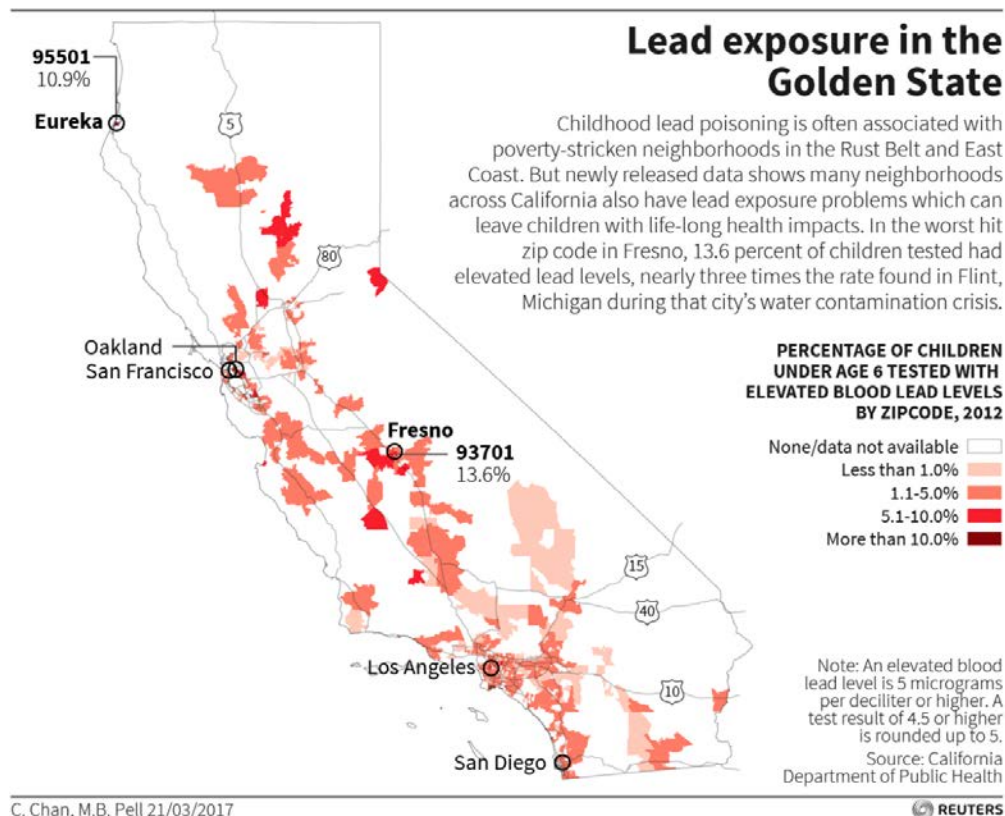 Lead exposure in the
Golden State
Childhood lead poisoning is often associated with
poverty-stricken neighborhoods in the Rust Belt and East
Coast. But newly released data shows many neighborhoods
across California also have lead exposure problems which can
leave children with life-long health impacts. In the worst hit
zip code in Fresno, 13.6 percent of children tested had
elevated lead levels, nearly three times the rate found in Flint,
Michigan during that city’s water contamination crisis.
95501
10.9%
Eureka
5
80
Oakland
San Francisco
Fresno
93701
13.6%
15
40
Los Angeles
10
San Diego
PERCENTAGE OF CHILDREN
UNDER AGE 6 TESTED WITH
ELEVATED BLOOD LEAD LEVELS
BY ZIPCODE, 2012
None/data not available
Less than 1.0%
1.1-5.0%
5.1-10.0%
More than 10.0%
Note: An elevated blood
lead level is 5 micrograms
per deciliter or higher. A
test result of 4.5 or higher
is rounded up to 5.
Source: California
Department of Public Health
C. Chan, M.B. Pell 21/03/2017
REUTERS